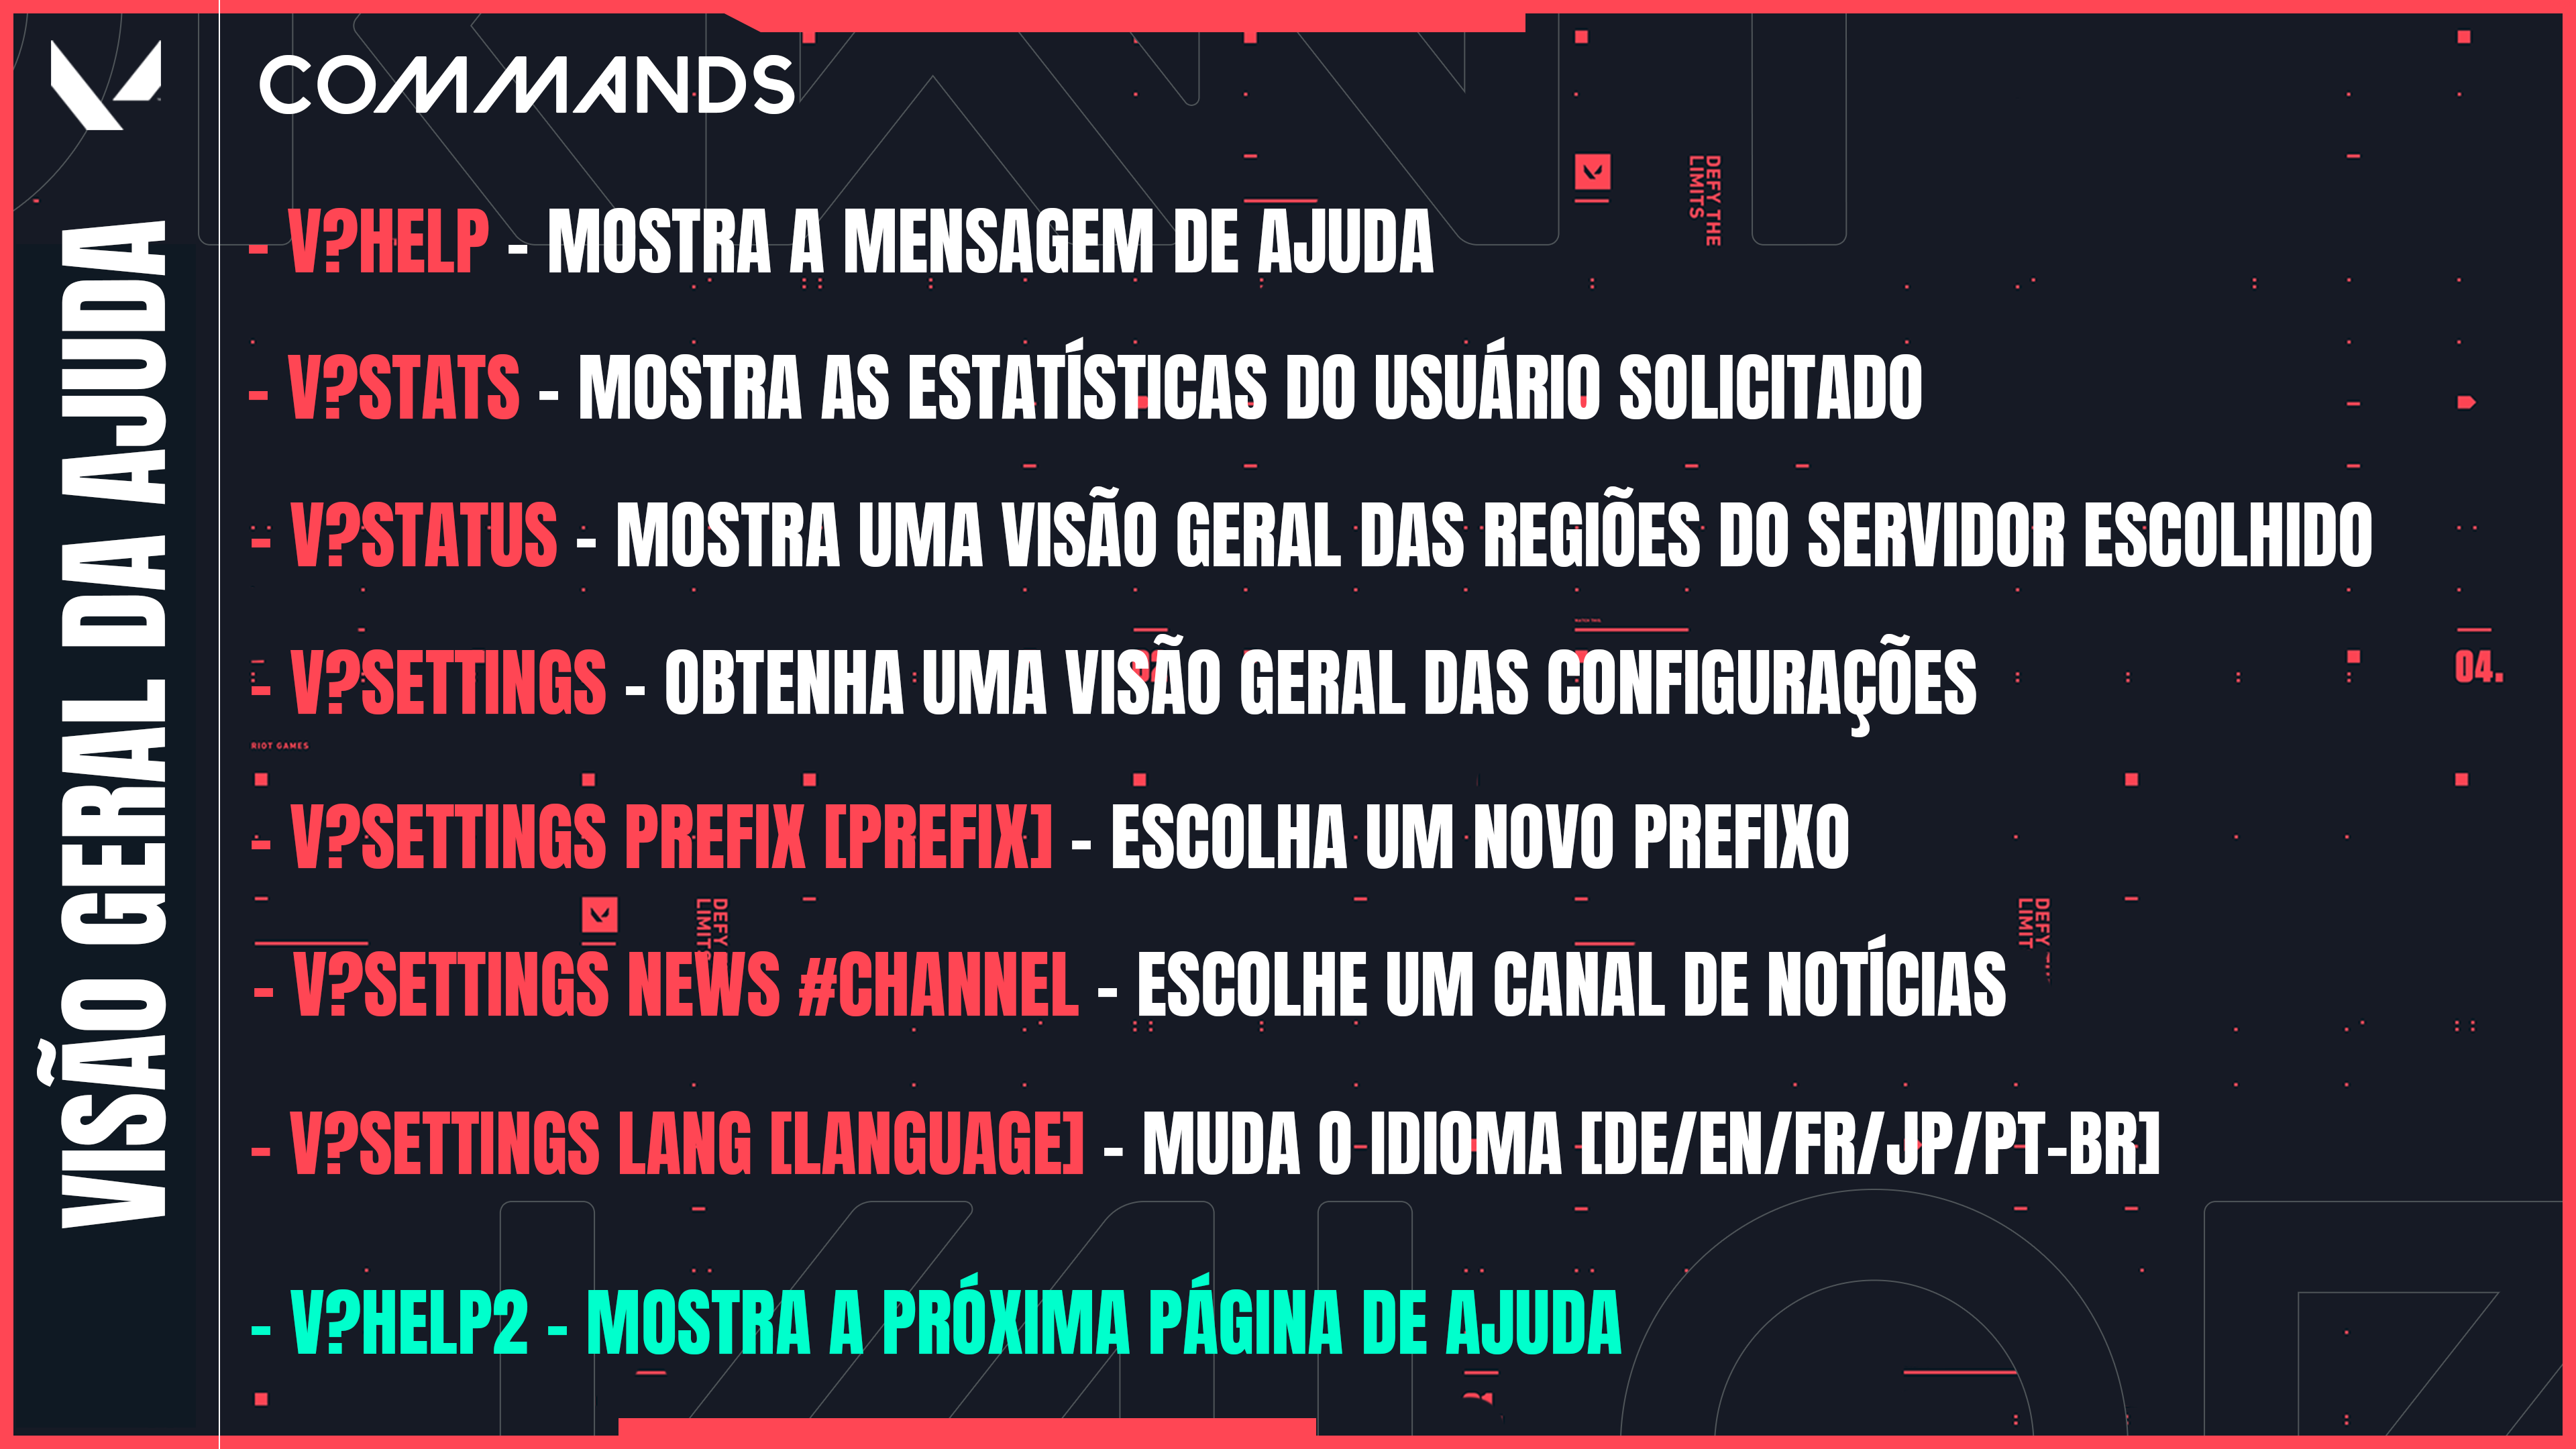 COMMANDS
VISÃO GERAL DA AJUDA
DEFY THE
LIMITS
- V?HELP - MOSTRA A MENSAGEM DE AJUDA
- V?STATS - MOSTRA AS ESTATÍSTICAS DO USUÁRIO SOLICITADO
- V?STATUS - MOSTRA UMA VISÃO GERAL DAS REGIÕES DO SERVIDOR ESCOLHIDO
- V?SETTINGS - OBTENHA UMA VISÃO GERAL DAS CONFIGURAÇÕES
04.
RIOT GAMES
- V?SETTINGS PREFIX [PREFIX] - ESCOLHA UM NOVO PREFIXO
DEFY
LIMITS
DEFY
LIMIT
- V?SETTINGS NEWS #CHANNEL - ESCOLHE UM CANAL DE NOTÍCIAS
- V?SETTINGS LANG [LANGUAGE] - MUDA O IDIOMA [DE/EN/FR/JP/PT-BR]
- V?HELP2 - MOSTRA A PRÓXIMA PÁGINA DE AJUDA